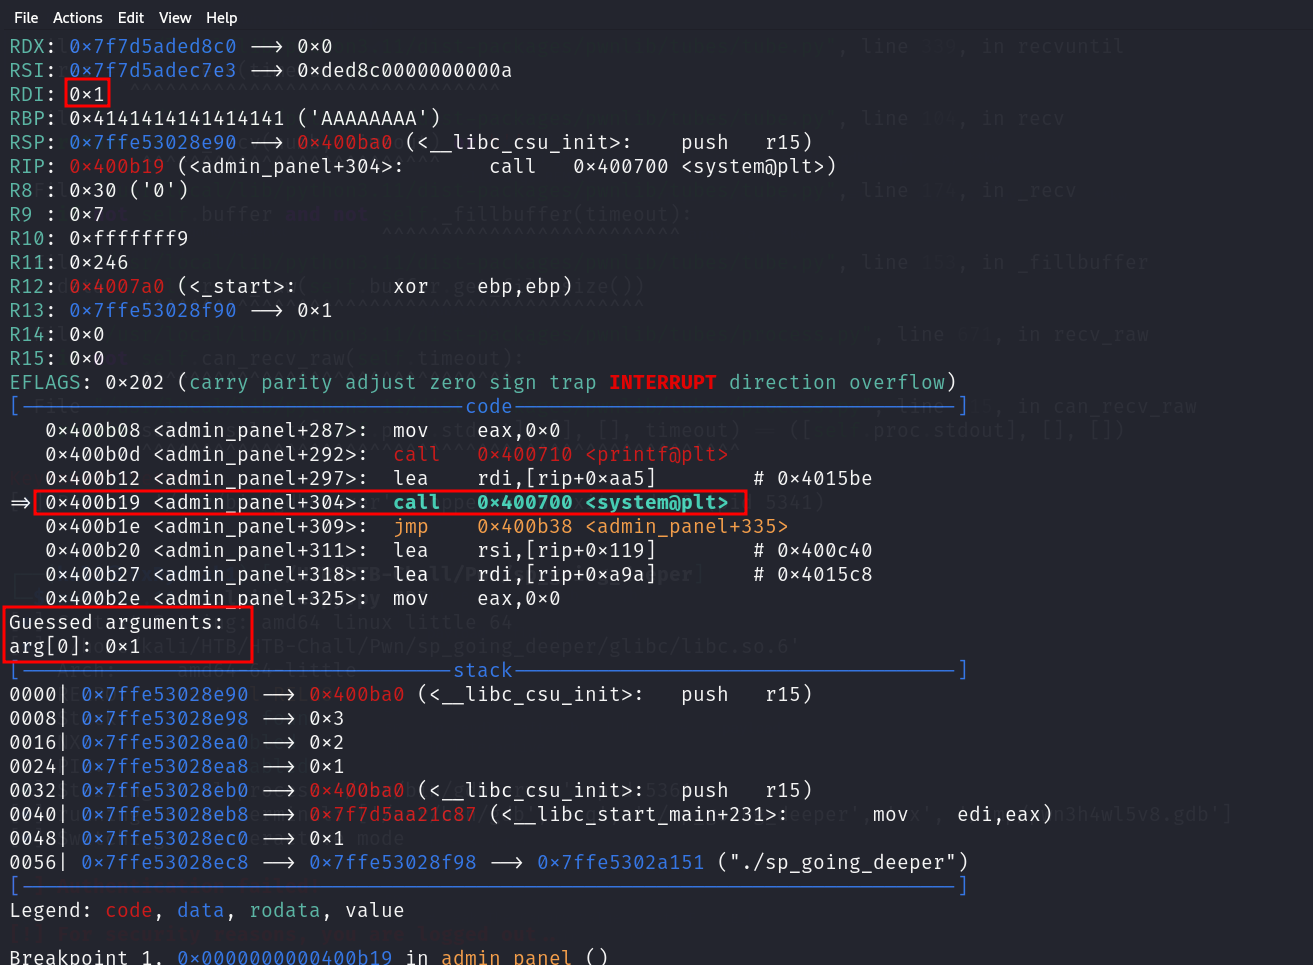 File Actions Edit View Help
RDX: 0×7f7d5aded8c0 ⟶ 0×0
RSI: 0×7f7d5adec7e3 ⟶ 0×ded8c0000000000a
RDI: 0×1
RBP: 0×4141414141414141 ('AAAAAAAA')
RSP: 0×7ffe53028e90 ⟶ 0×400ba0 (<__libc_csu_init>: push r15)
RIP: 0×400b19 (<admin_panel+304>: call 0×400700 <system@plt>)
R8 : 0×30 ('0')
R9 : 0×7
R10: 0×fffffff9
R11: 0×246
R12: 0×4007a0 (<_start>: xor ebp,ebp)
R13: 0×7ffe53028f90 ⟶ 0×1
R14: 0×0
R15: 0×0
EFLAGS: 0×202 (carry parity adjust zero sign trap INTERRUPT direction overflow)
[─────────code─────────]
0×400b08 <admin_panel+287>: mov eax,0×0
0×400b0d <admin_panel+292>: call 0×400710 <printf@plt>
0×400b12 <admin_panel+297>: lea rdi,[rip+0×aa5] # 0×4015be
⇒ 0×400b19 <admin_panel+304>: call 0×400700 <system@plt>
0×400b1e <admin_panel+309>: jmp 0×400b38 <admin_panel+335>
0×400b20 <admin_panel+311>: lea rsi,[rip+0×119] # 0×400c40
0×400b27 <admin_panel+318>: lea rdi,[rip+0×a9a] # 0×4015c8
0×400b2e <admin_panel+325>: mov eax,0×0
Guessed arguments:
arg[0]: 0×1
[─────────stack─────────]
0000| 0×7ffe53028e90 ⟶ 0×400ba0 (<__libc_csu_init>: push r15)
0008| 0×7ffe53028e98 ⟶ 0×3
0016| 0×7ffe53028ea0 ⟶ 0×2
0024| 0×7ffe53028ea8 ⟶ 0×1
0032| 0×7ffe53028eb0 ⟶ 0×400ba0 (<__libc_csu_init>: push r15)
0040| 0×7ffe53028eb8 ⟶ 0×7f7d5aa21c87 (<__libc_start_main+231>: mov edi,eax)
0048| 0×7ffe53028ec0 ⟶ 0×1
0056| 0×7ffe53028ec8 ⟶ 0×7ffe53028f98 ⟶ 0×7ffe5302a151 ("./sp_going_deeper")
[──────────────────]
Legend: code, data, rodata, value
Breakpoint 1, 0×0000000000400b19 in admin_panel ()